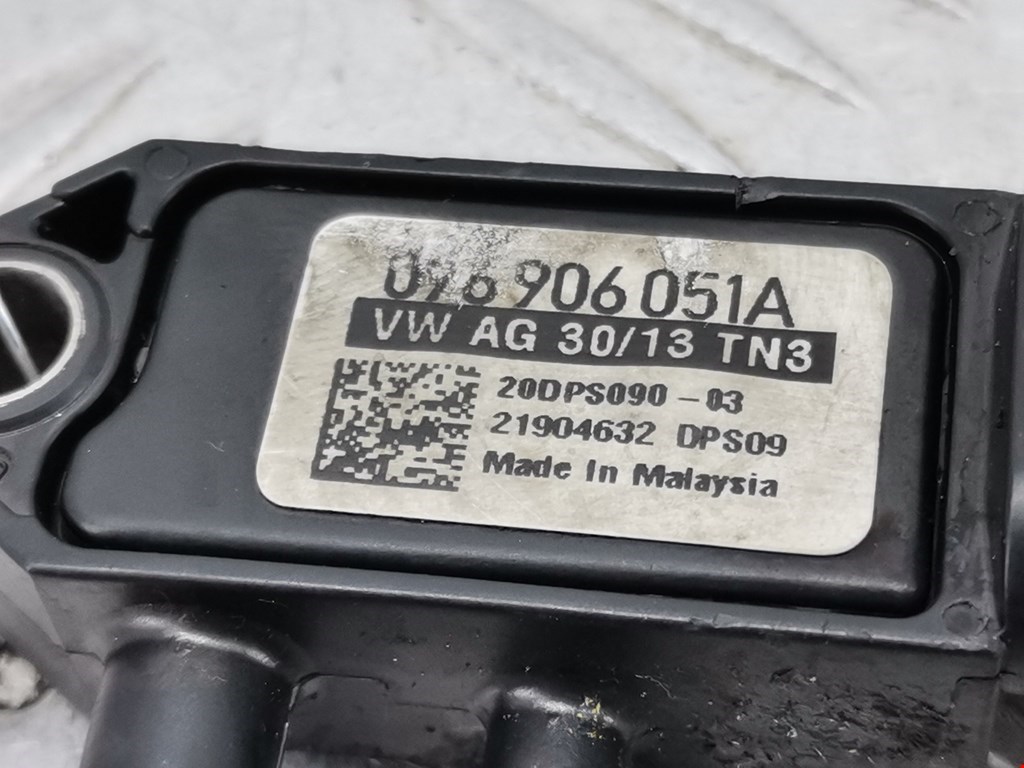 906 051A
VW AG 30/13 TN3
20DPS090-03
21904632 DPS09
Made In Malaysia